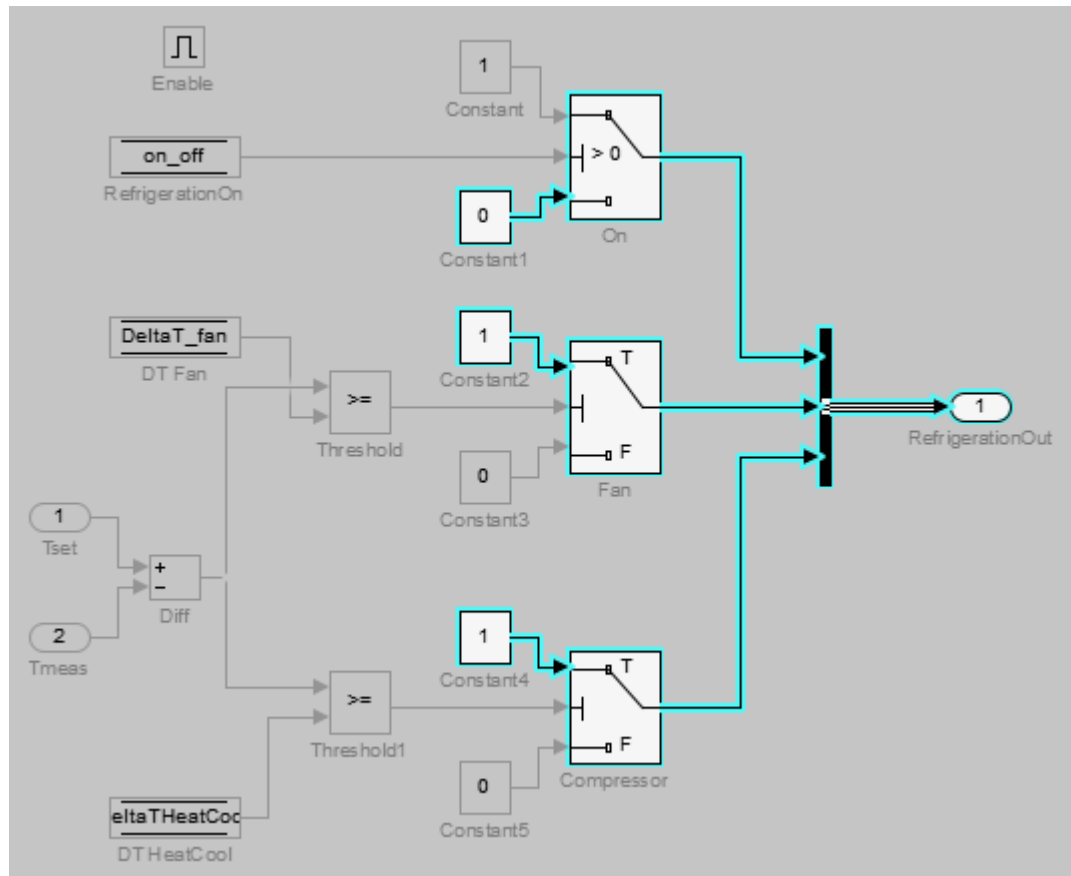 Enable
1
Constant
on_off
RefrigerationOn
> 0
0
Constant1
On
DeltaT_fan
DT Fan
1
Constant2
T
F
Fan
>=
Threshold
0
Constant3
1
RefrigerationOut
1
Tset
+
−
Diff
2
Tmeas
1
Constant4
T
F
Compressor
>=
Threshold1
0
Constant5
eltaTHeatCoo
DT HeatCool